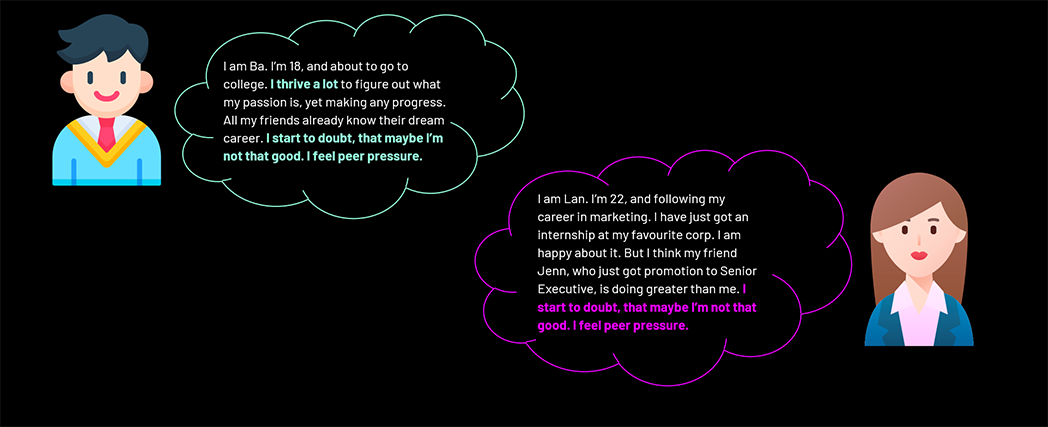 I am Ba. I'm 18, and about to go to
college. I thrive a lot to figure out what
my passion is, yet making any progress.
All my friends already know their dream
career. I start to doubt, that maybe I'm
not that good. I feel peer pressure.
I am Lan. I'm 22, and following my
career in marketing. I have just got an
internship at my favourite corp. I am
happy about it. But I think my friend
Jenn, who just got promotion to Senior
Executive, is doing greater than me. I
start to doubt, that maybe I'm not that
good. I feel peer pressure.